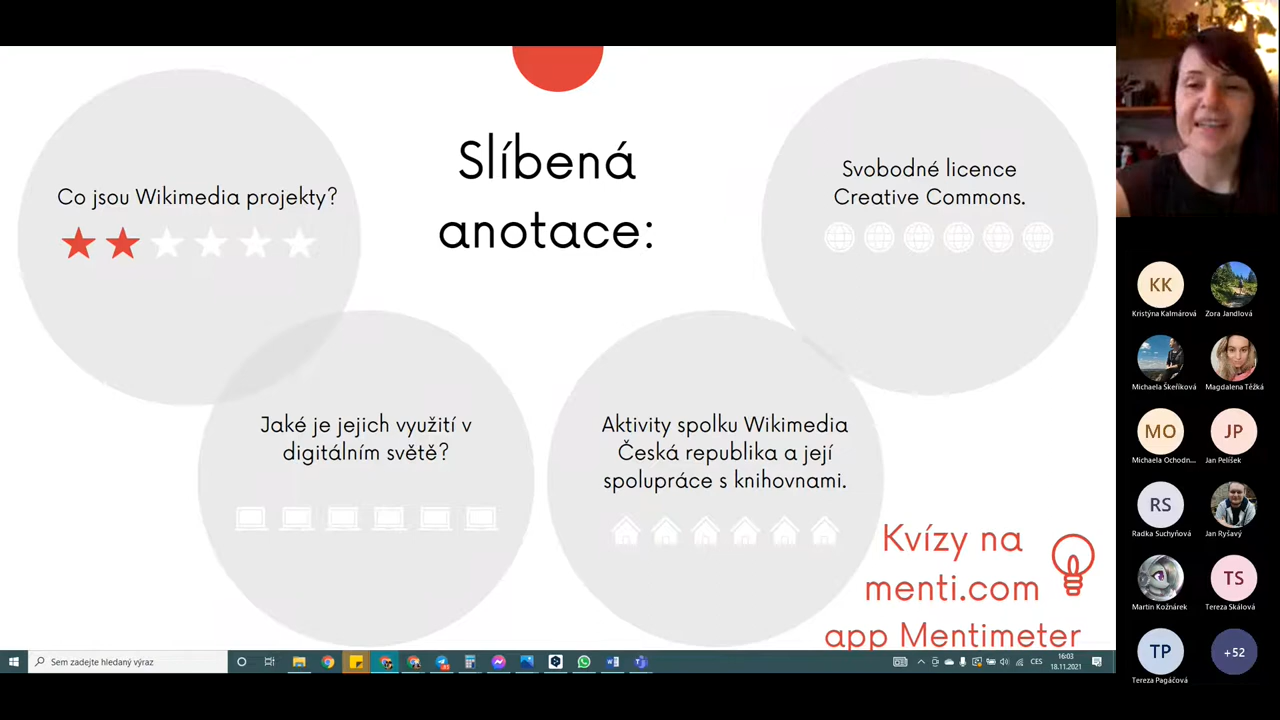 Slíbená
anotace:
Co jsou Wikimedia projekty?
Svobodné licence
Creative Commons.
Jaké je jejich využití v
digitálním světě?
Aktivity spolku Wikimedia
Česká republika a její
spolupráce s knihovnami.
Kvízy na
menti.com
app Mentimeter
KK
Kristýna Kalmárová
Zora Jandlová
Michaela Škeříková
Magdalena Těžká
MO
Michaela Ochodn...
JP
Jan Pelíšek
RS
Radka Suchyňová
Jan Ryšavý
Martin Kožnárek
TS
Tereza Skálová
TP
Tereza Pagáčová
+52
Sem zadejte hledaný výraz
CES
16:03
18.11.2021